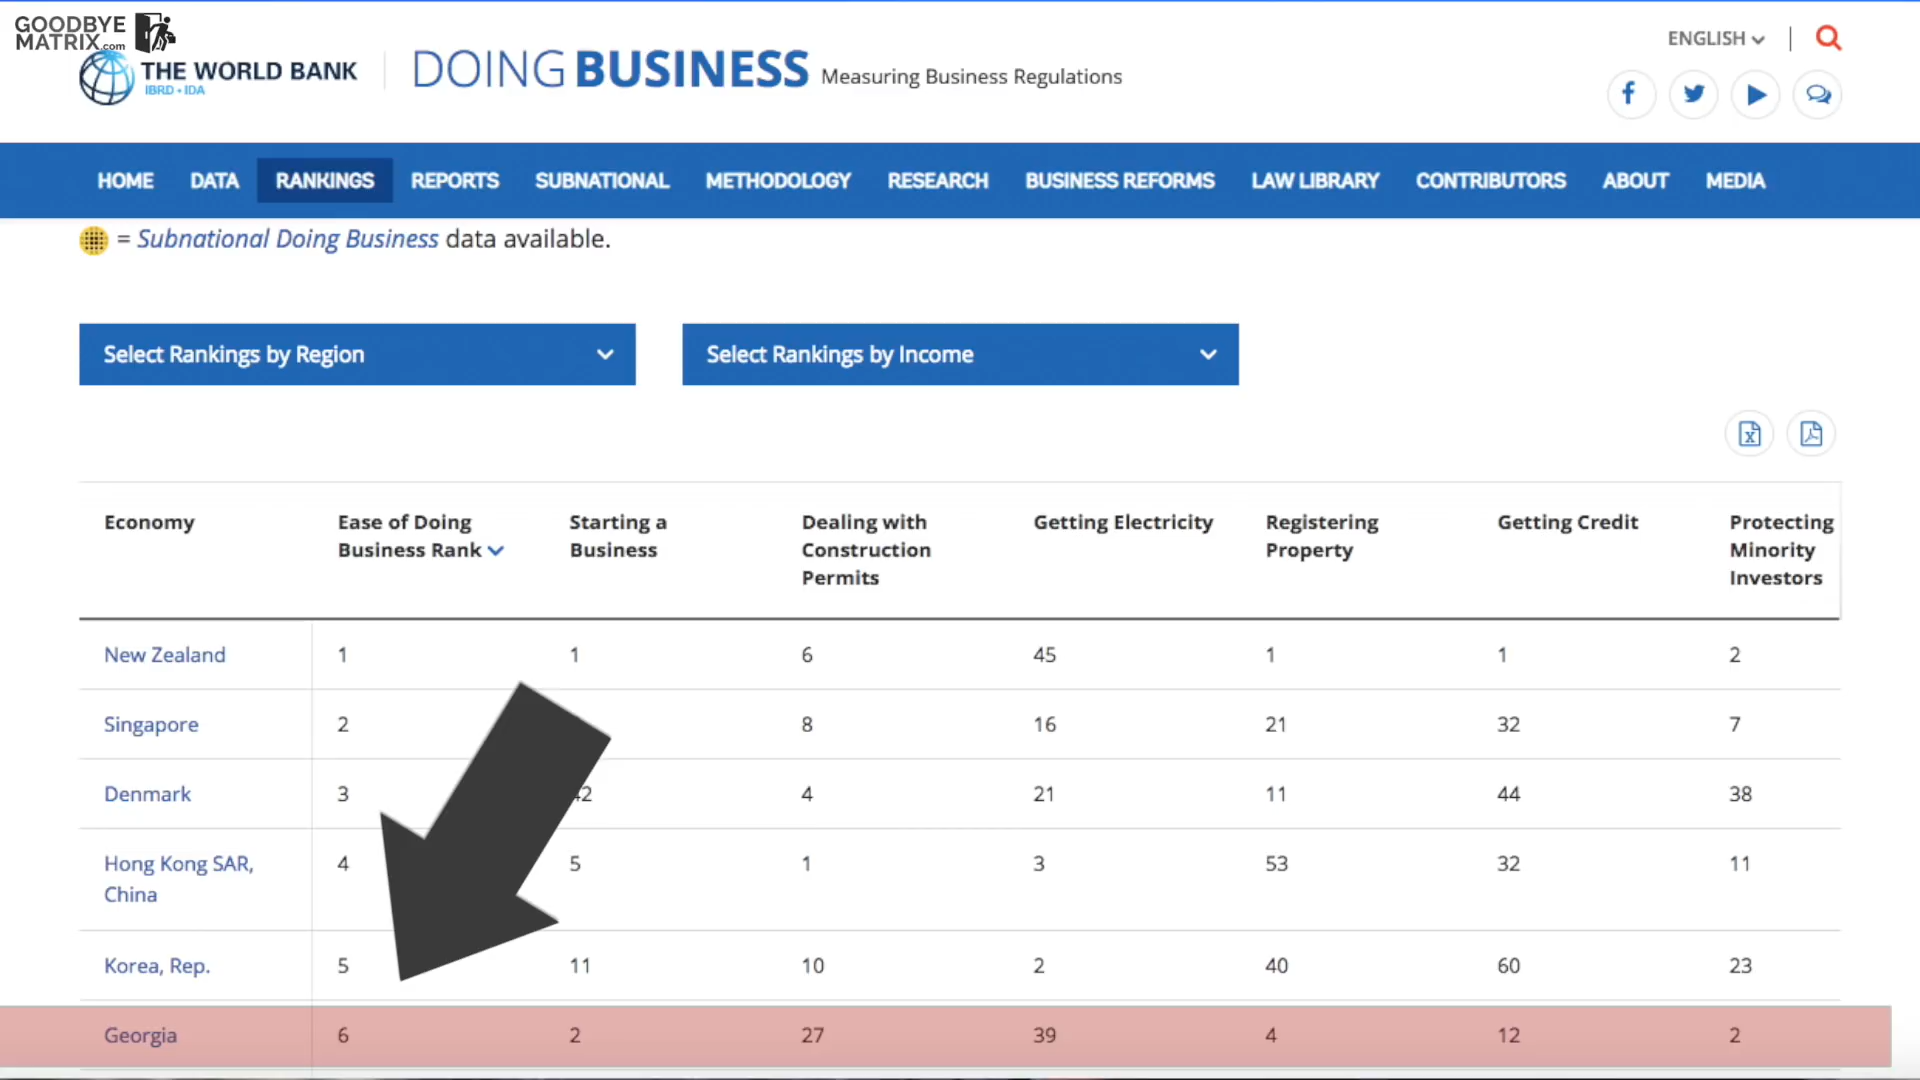 GOODBYE
MATRIX.com
THE WORLD BANK
IBRD • IDA
DOING BUSINESS Measuring Business Regulations
ENGLISH
HOME DATA RANKINGS REPORTS SUBNATIONAL METHODOLOGY RESEARCH BUSINESS REFORMS LAW LIBRARY CONTRIBUTORS ABOUT MEDIA
= Subnational Doing Business data available.
Select Rankings by Region
Select Rankings by Income
Economy
Ease of Doing
Business Rank
Starting a
Business
Dealing with
Construction
Permits
Getting Electricity
Registering
Property
Getting Credit
Protecting
Minority
Investors
New Zealand 1 1 6 45 1 1 2
Singapore 2 8 16 21 32 7
Denmark 3 4 21 11 44 38
Hong Kong SAR,
China
4 5 1 3 53 32 11
Korea, Rep. 5 11 10 2 40 60 23
Georgia 6 2 27 39 4 12 2